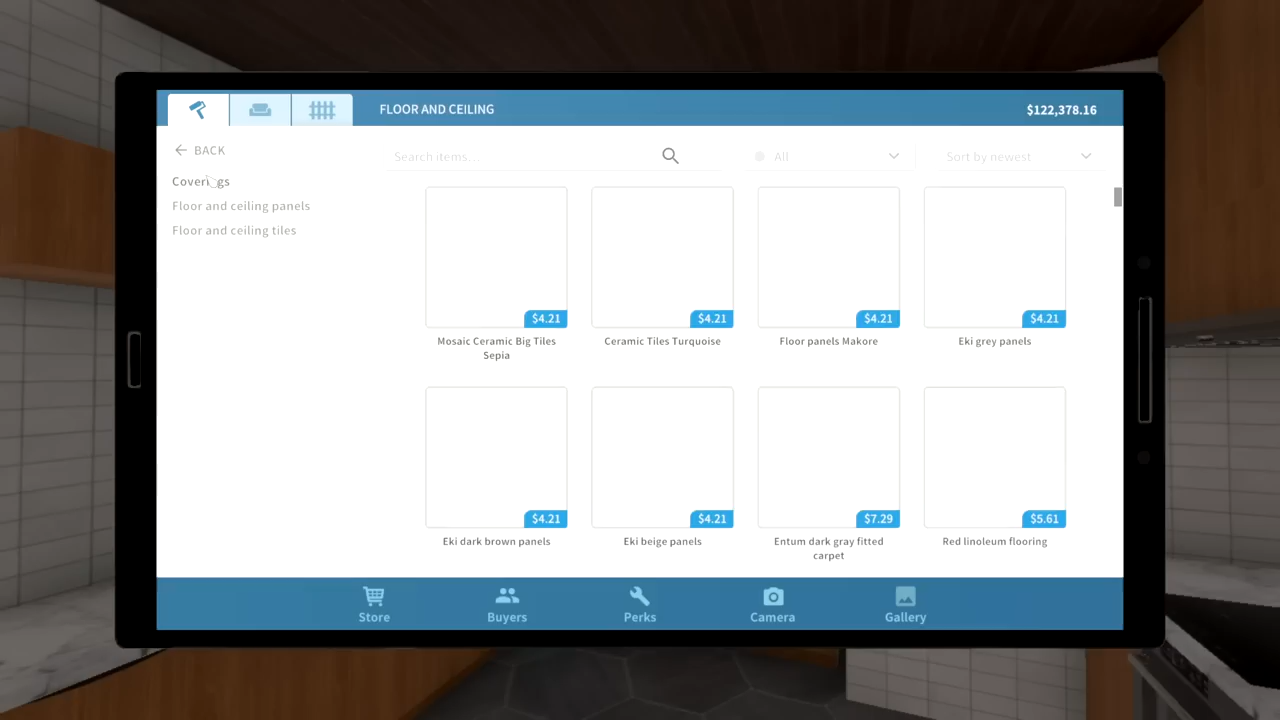 FLOOR AND CEILING
$122,378.16
BACK
Search items...
All
Sort by newest
Coverings
Floor and ceiling panels
Floor and ceiling tiles
$4.21
$4.21
$4.21
$4.21
Mosaic Ceramic Big Tiles
Sepia
Ceramic Tiles Turquoise
Floor panels Makore
Eki grey panels
$4.21
$4.21
$7.29
$5.61
Eki dark brown panels
Eki beige panels
Entum dark gray fitted
carpet
Red linoleum flooring
Store
Buyers
Perks
Camera
Gallery